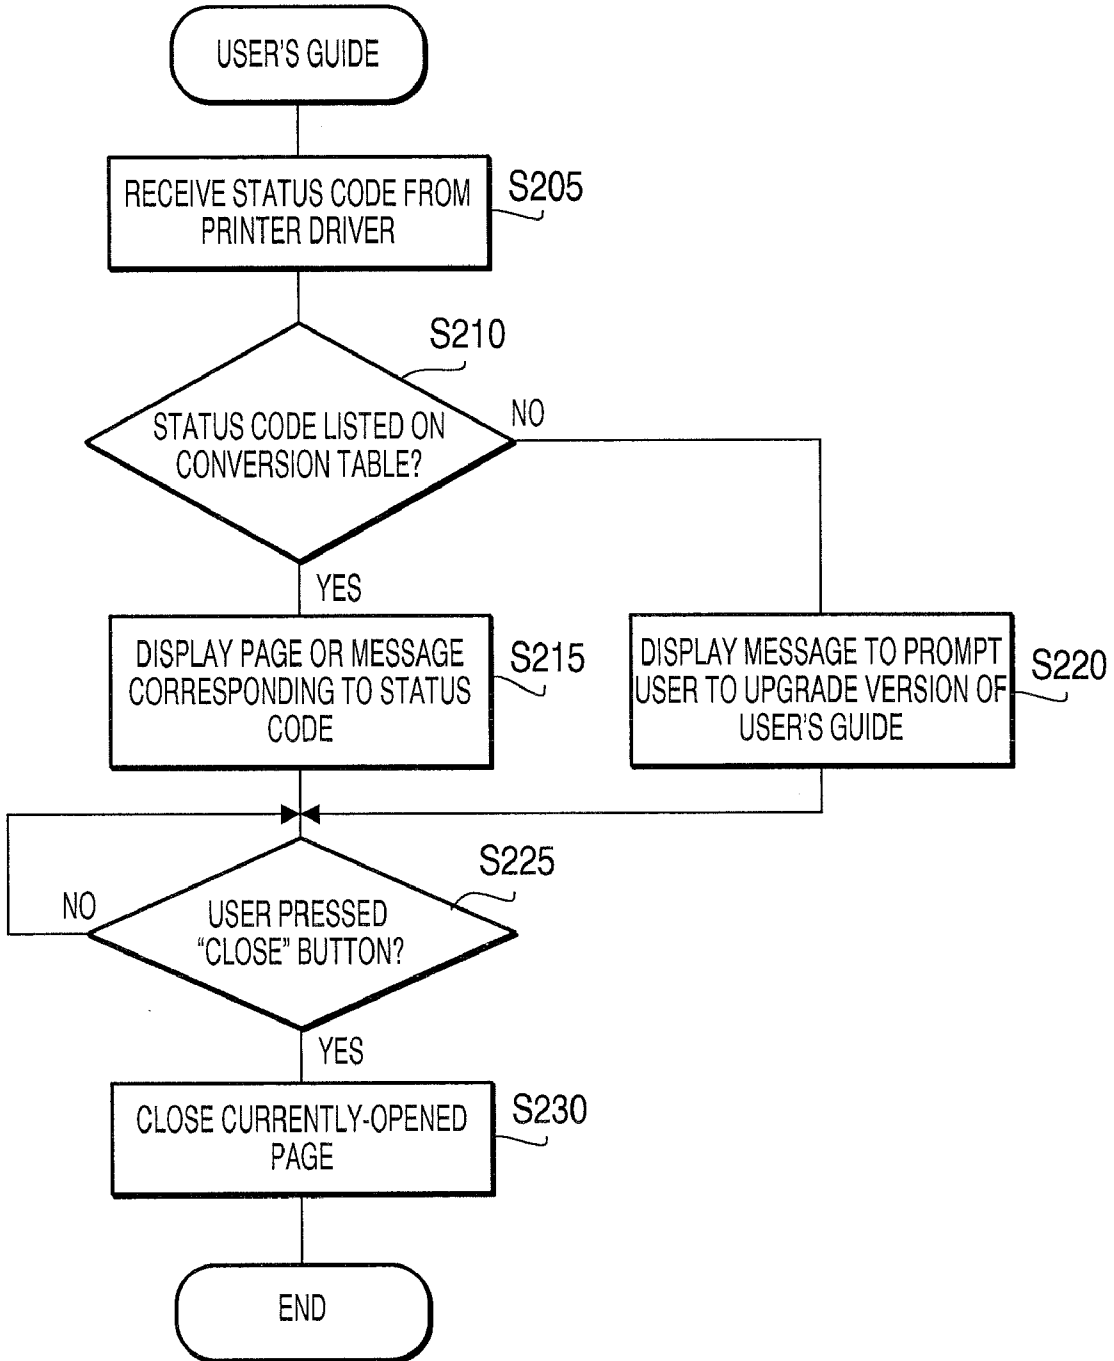 USER'S GUIDE
RECEIVE STATUS CODE FROM
PRINTER DRIVER
S205
S210
STATUS CODE LISTED ON
CONVERSION TABLE?
NO
YES
DISPLAY PAGE OR MESSAGE
CORRESPONDING TO STATUS
CODE
S215
DISPLAY MESSAGE TO PROMPT
USER TO UPGRADE VERSION OF
USER'S GUIDE
S220
S225
USER PRESSED
“CLOSE” BUTTON?
NO
YES
CLOSE CURRENTLY-OPENED
PAGE
S230
END